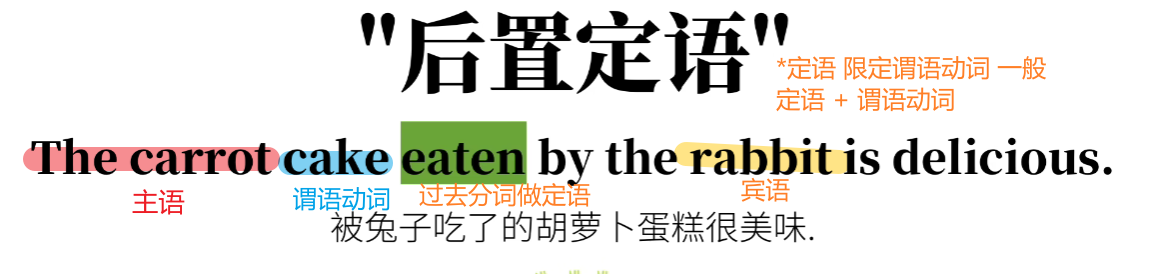 "后置定语"
*定语 限定谓语动词 一般
定语 + 谓语动词
The carrot cake eaten by the rabbit is delicious.
主语 谓语动词 过去分词做定语 宾语
被兔子吃了的胡萝卜蛋糕很美味.